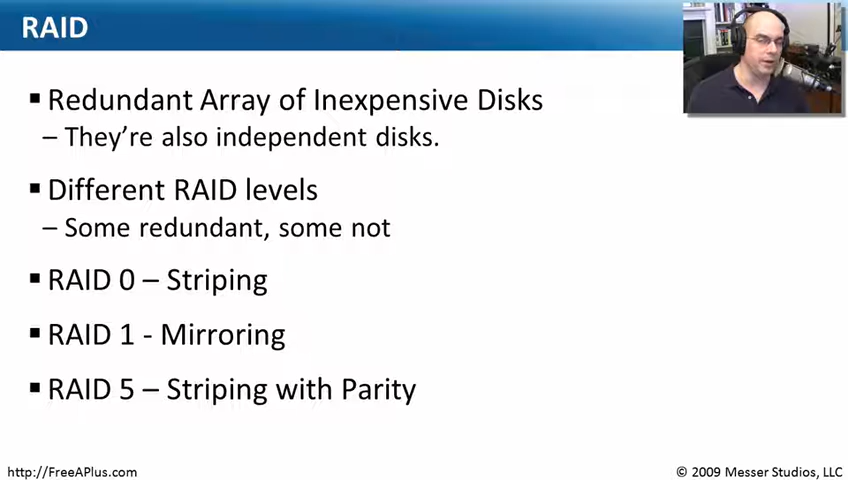 RAID
▪ Redundant Array of Inexpensive Disks
– They're also independent disks.
▪ Different RAID levels
– Some redundant, some not
▪ RAID 0 – Striping
▪ RAID 1 - Mirroring
▪ RAID 5 – Striping with Parity
http://FreeAPlus.com
© 2009 Messer Studios, LLC